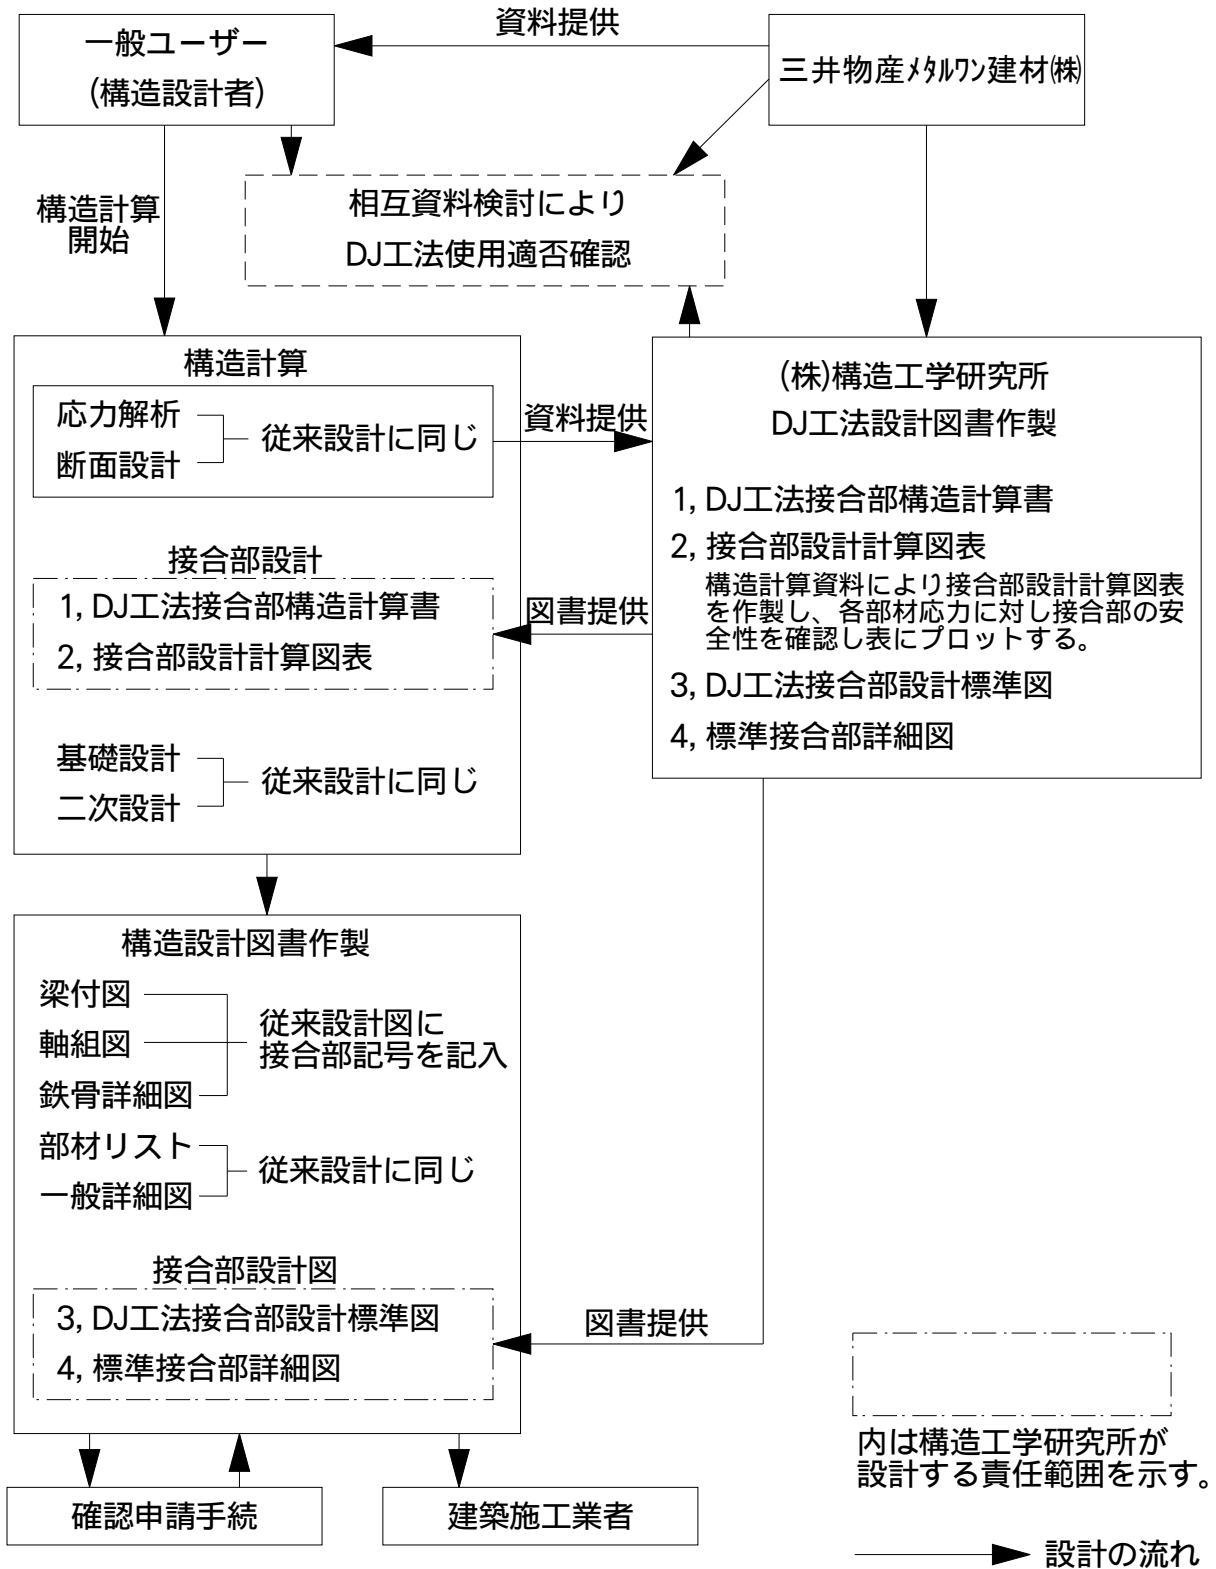 資料提供
一般ユーザー
(構造設計者)
三井物産ﾒﾀﾙﾜﾝ建材㈱
相互資料検討により
DJ工法使用適否確認
構造計算
開始
構造計算
応力解析
断面設計
従来設計に同じ
資料提供
接合部設計
1, DJ工法接合部構造計算書
2, 接合部設計計算図表
図書提供
基礎設計
二次設計
従来設計に同じ
(株)構造工学研究所
DJ工法設計図書作製
1, DJ工法接合部構造計算書
2, 接合部設計計算図表
構造計算資料により接合部設計計算図表
を作製し、各部材応力に対し接合部の安
全性を確認し表にプロットする。
3, DJ工法接合部設計標準図
4, 標準接合部詳細図
構造設計図書作製
梁付図
軸組図
鉄骨詳細図
従来設計図に
接合部記号を記入
部材リスト
一般詳細図
従来設計に同じ
接合部設計図
3, DJ工法接合部設計標準図
4, 標準接合部詳細図
図書提供
確認申請手続
建築施工業者
内は構造工学研究所が
設計する責任範囲を示す。
設計の流れ